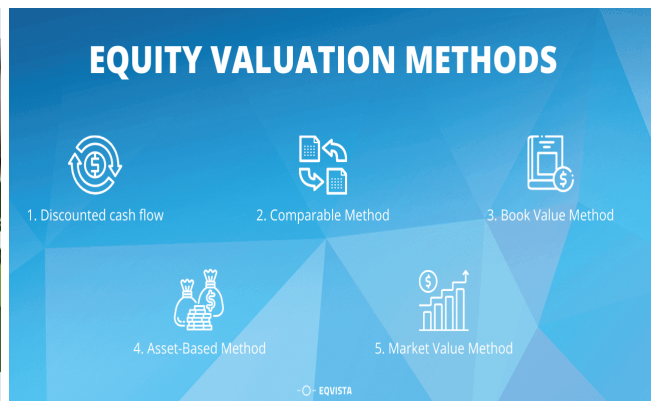 EQUITY VALUATION METHODS
1. Discounted cash flow
2. Comparable Method
3. Book Value Method
4. Asset-Based Method
5. Market Value Method
EQVISTA